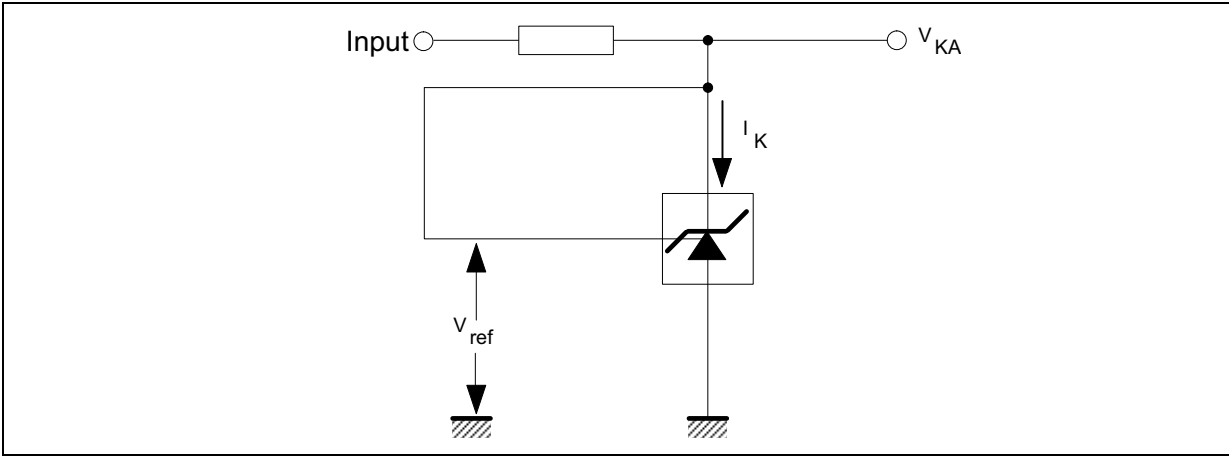 Input
V KA
I K
V ref